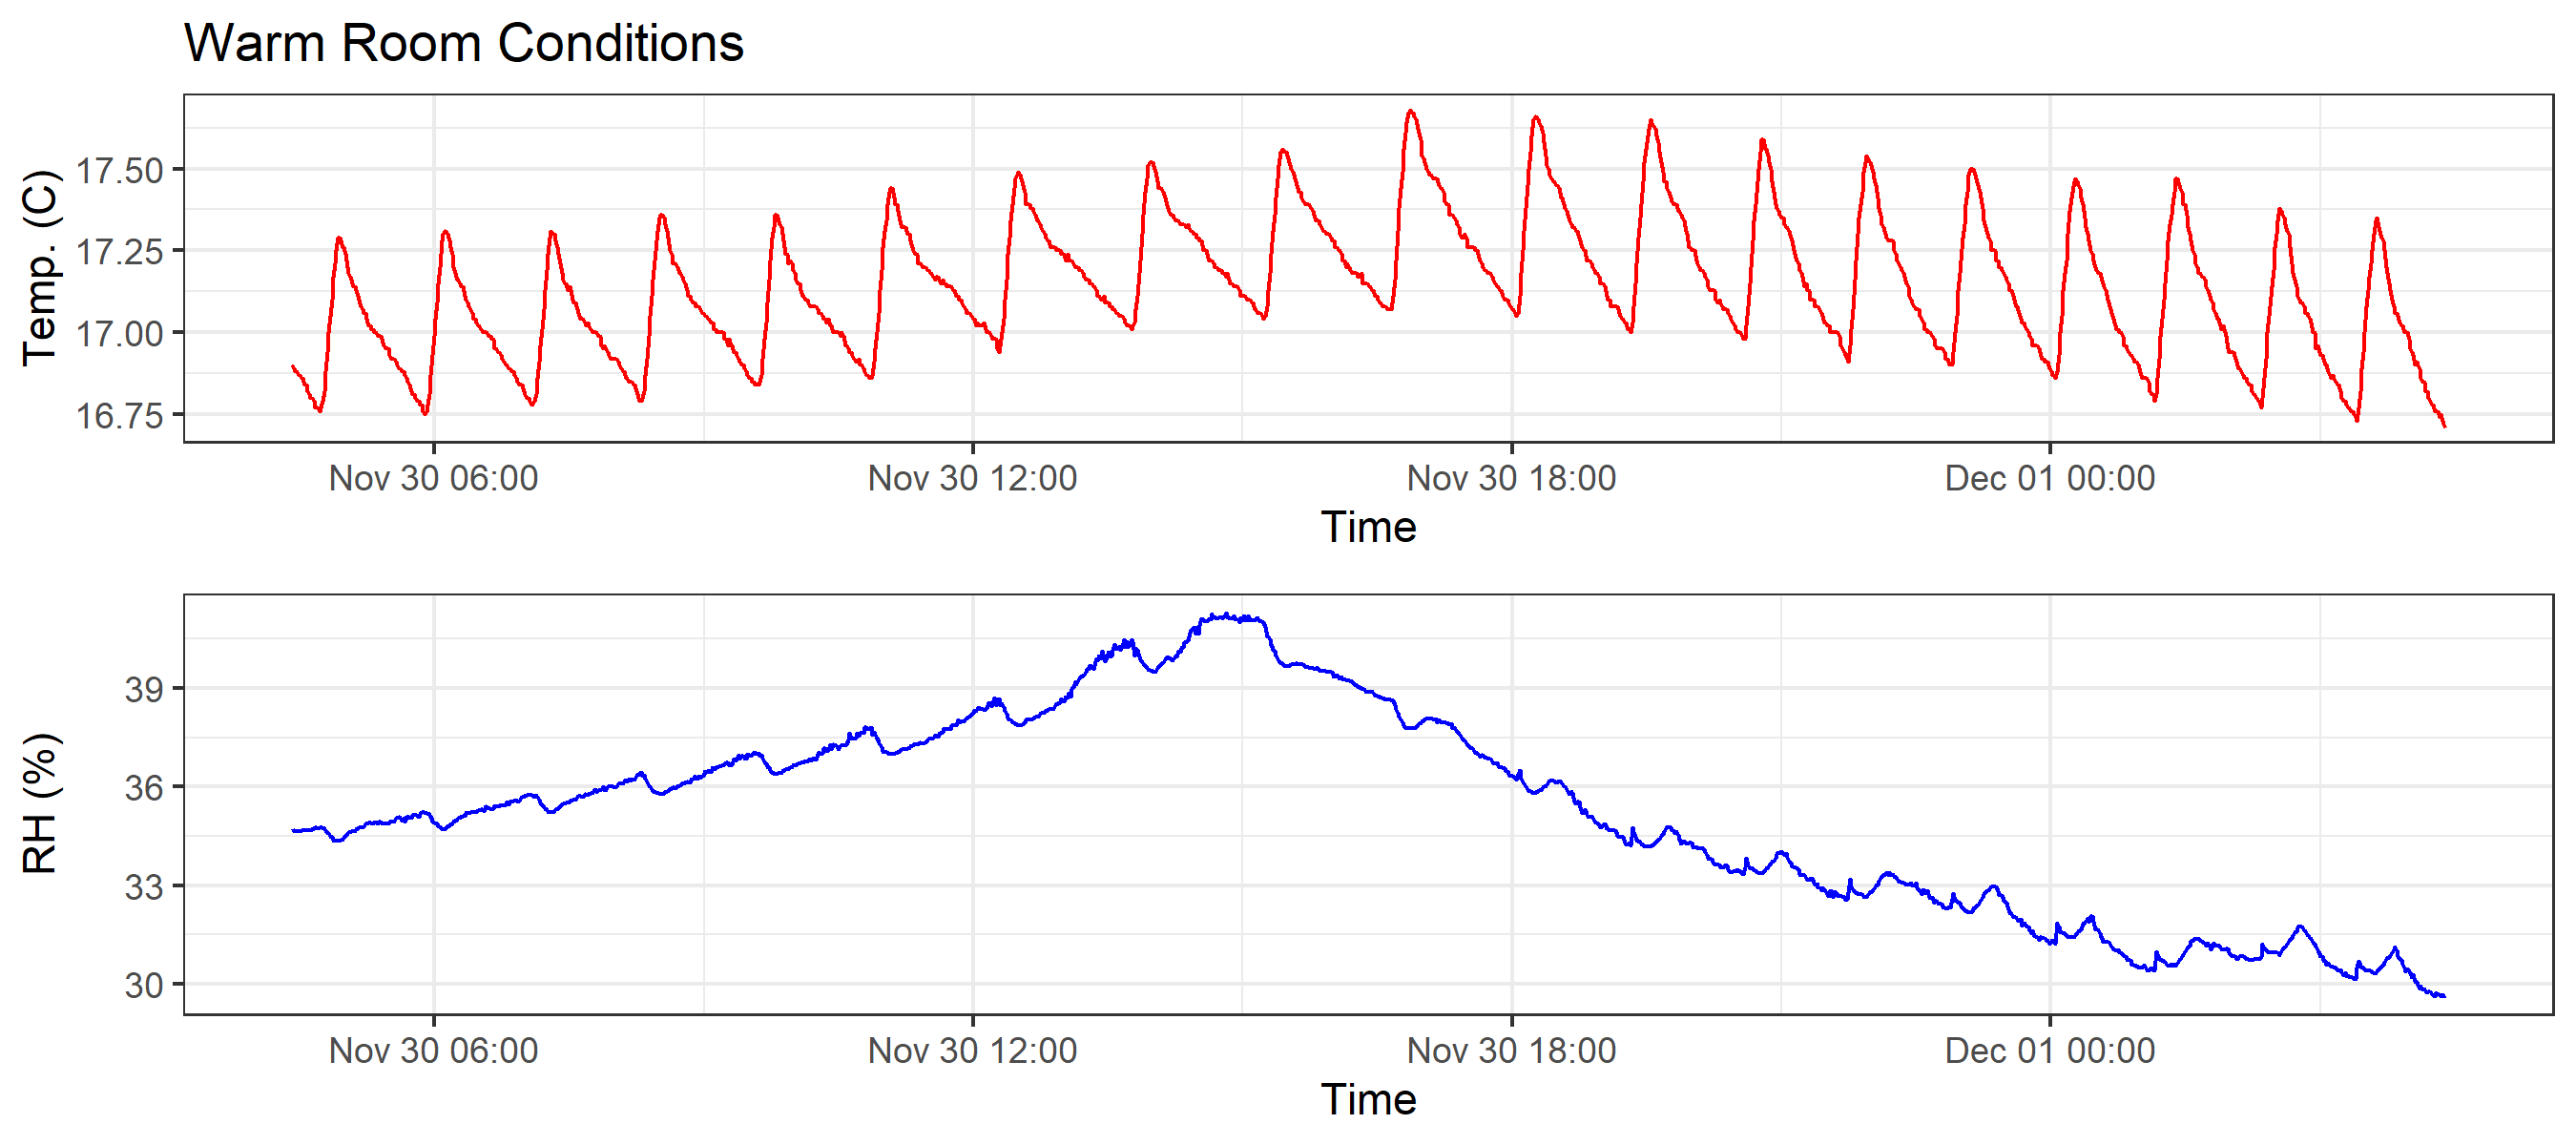 Warm Room Conditions
Temp. (C)
17.50
17.25
17.00
16.75
Nov 30 06:00 Nov 30 12:00 Nov 30 18:00 Dec 01 00:00
Time
RH (%)
39
36
33
30
Nov 30 06:00 Nov 30 12:00 Nov 30 18:00 Dec 01 00:00
Time